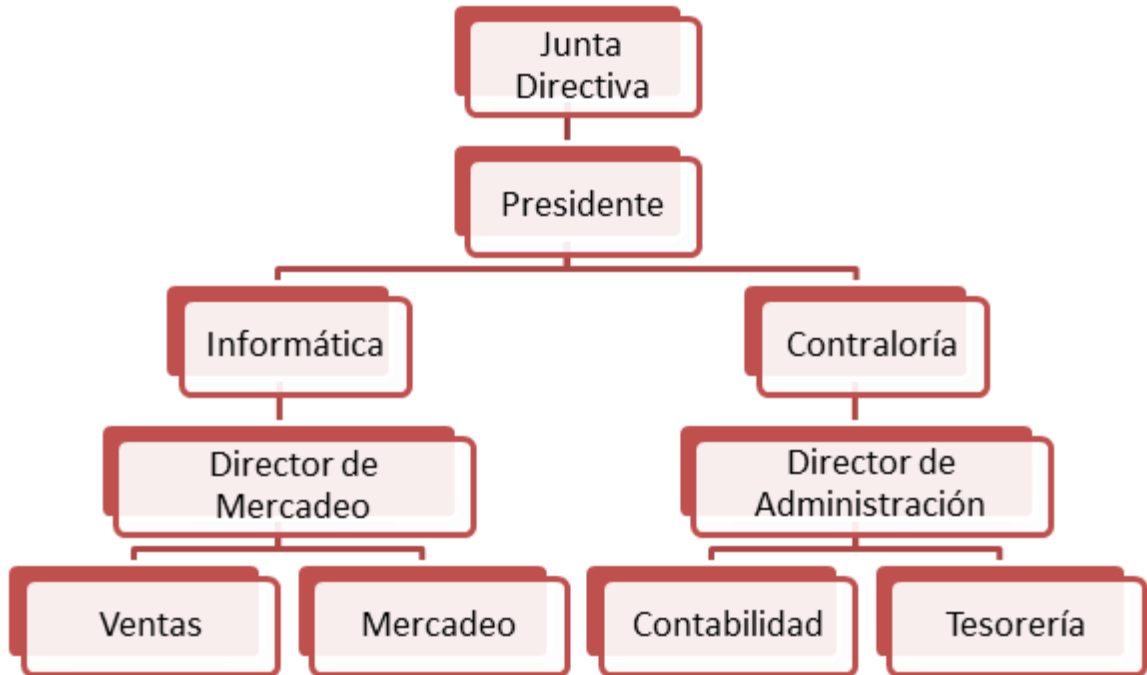 Junta
Directiva
Presidente
Informática
Contraloría
Director de
Mercadeo
Director de
Administración
Ventas
Mercadeo
Contabilidad
Tesorería